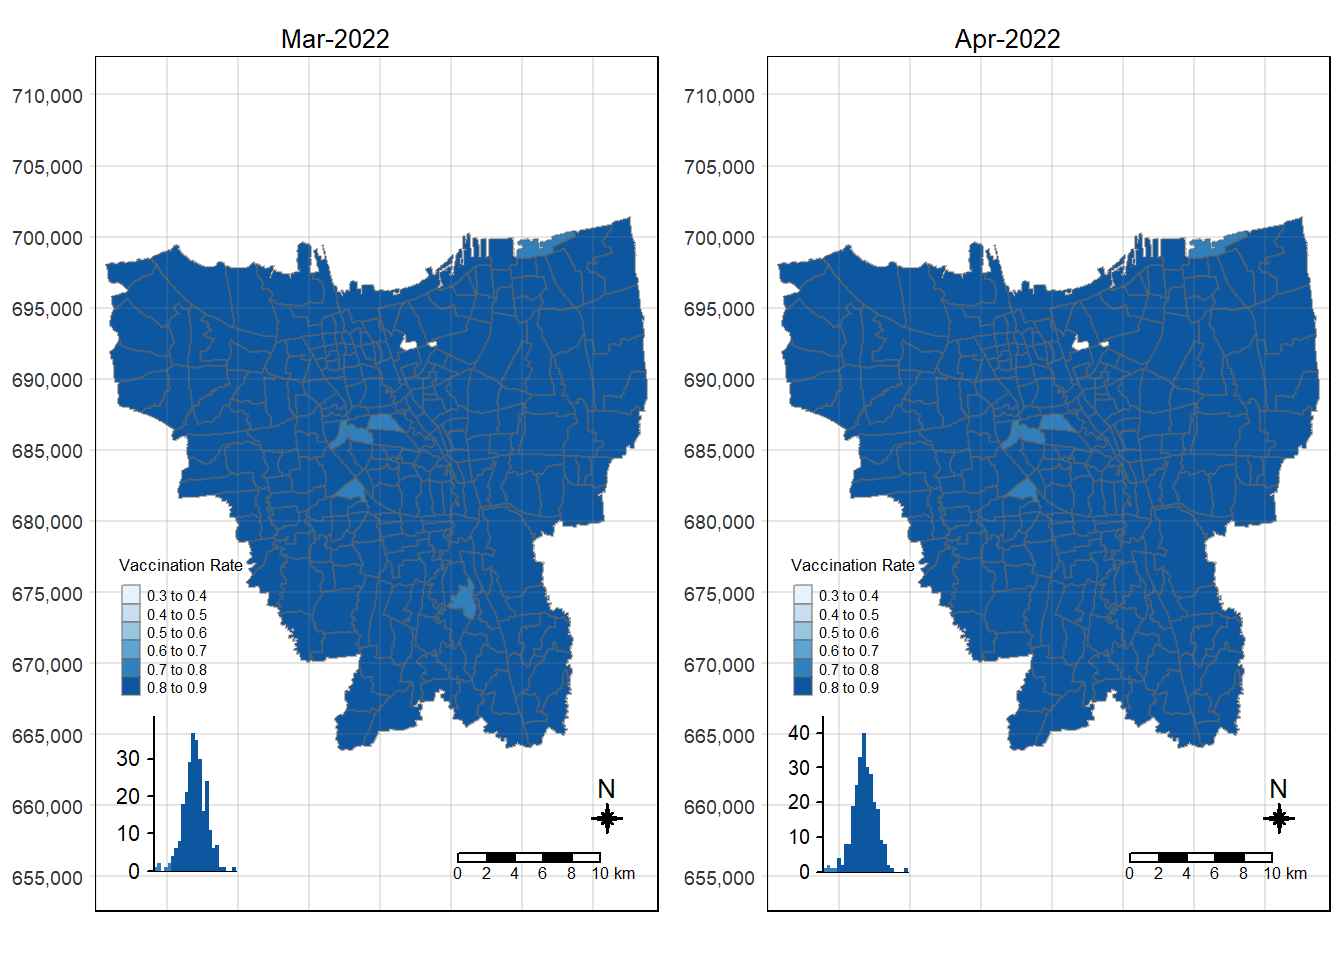 Mar-2022
710,000
705,000
700,000
695,000
690,000
685,000
680,000
675,000
670,000
665,000
660,000
655,000
Vaccination Rate
0.3 to 0.4
0.4 to 0.5
0.5 to 0.6
0.6 to 0.7
0.7 to 0.8
0.8 to 0.9
30
20
10
0
N
0 2 4 6 8 10 km
Apr-2022
710,000
705,000
700,000
695,000
690,000
685,000
680,000
675,000
670,000
665,000
660,000
655,000
Vaccination Rate
0.3 to 0.4
0.4 to 0.5
0.5 to 0.6
0.6 to 0.7
0.7 to 0.8
0.8 to 0.9
40
30
20
10
0
N
0 2 4 6 8 10 km